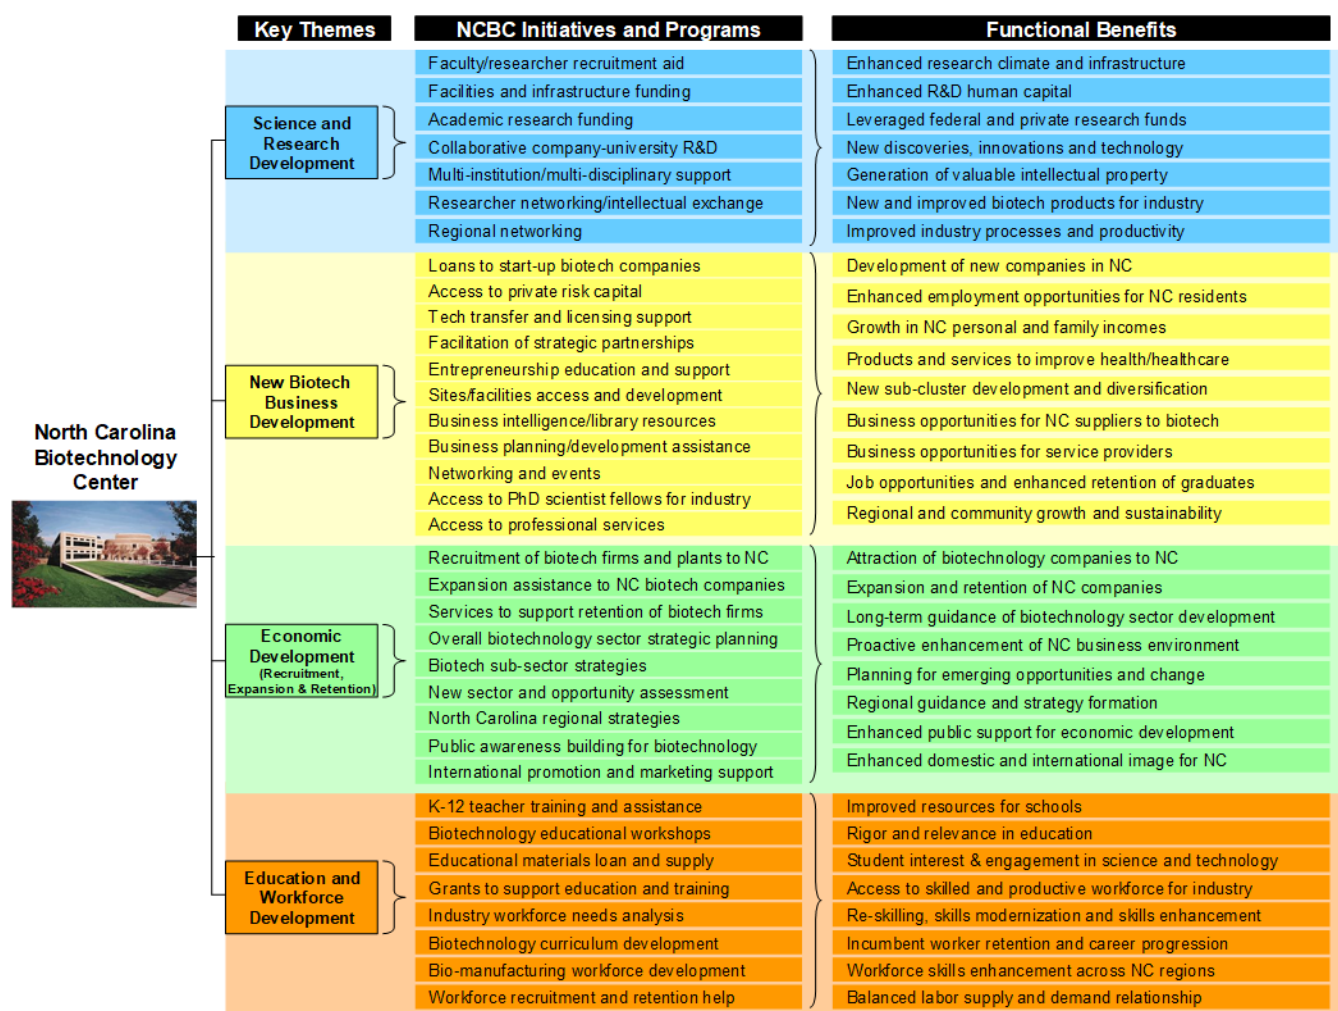 Key Themes
NCBC Initiatives and Programs
Functional Benefits
North Carolina
Biotechnology
Center
Science and
Research
Development
Faculty/researcher recruitment aid
Facilities and infrastructure funding
Academic research funding
Collaborative company-university R&D
Multi-institution/multi-disciplinary support
Researcher networking/intellectual exchange
Regional networking
Enhanced research climate and infrastructure
Enhanced R&D human capital
Leveraged federal and private research funds
New discoveries, innovations and technology
Generation of valuable intellectual property
New and improved biotech products for industry
Improved industry processes and productivity
New Biotech
Business
Development
Loans to start-up biotech companies
Access to private risk capital
Tech transfer and licensing support
Facilitation of strategic partnerships
Entrepreneurship education and support
Sites/facilities access and development
Business intelligence/library resources
Business planning/development assistance
Networking and events
Access to PhD scientist fellows for industry
Access to professional services
Development of new companies in NC
Enhanced employment opportunities for NC residents
Growth in NC personal and family incomes
Products and services to improve health/healthcare
New sub-cluster development and diversification
Business opportunities for NC suppliers to biotech
Business opportunities for service providers
Job opportunities and enhanced retention of graduates
Regional and community growth and sustainability
Economic
Development
(Recruitment,
Expansion & Retention)
Recruitment of biotech firms and plants to NC
Expansion assistance to NC biotech companies
Services to support retention of biotech firms
Overall biotechnology sector strategic planning
Biotech sub-sector strategies
New sector and opportunity assessment
North Carolina regional strategies
Public awareness building for biotechnology
International promotion and marketing support
Attraction of biotechnology companies to NC
Expansion and retention of NC companies
Long-term guidance of biotechnology sector development
Proactive enhancement of NC business environment
Planning for emerging opportunities and change
Regional guidance and strategy formation
Enhanced public support for economic development
Enhanced domestic and international image for NC
Education and
Workforce
Development
K-12 teacher training and assistance
Biotechnology educational workshops
Educational materials loan and supply
Grants to support education and training
Industry workforce needs analysis
Biotechnology curriculum development
Bio-manufacturing workforce development
Workforce recruitment and retention help
Improved resources for schools
Rigor and relevance in education
Student interest & engagement in science and technology
Access to skilled and productive workforce for industry
Re-skilling, skills modernization and skills enhancement
Incumbent worker retention and career progression
Workforce skills enhancement across NC regions
Balanced labor supply and demand relationship